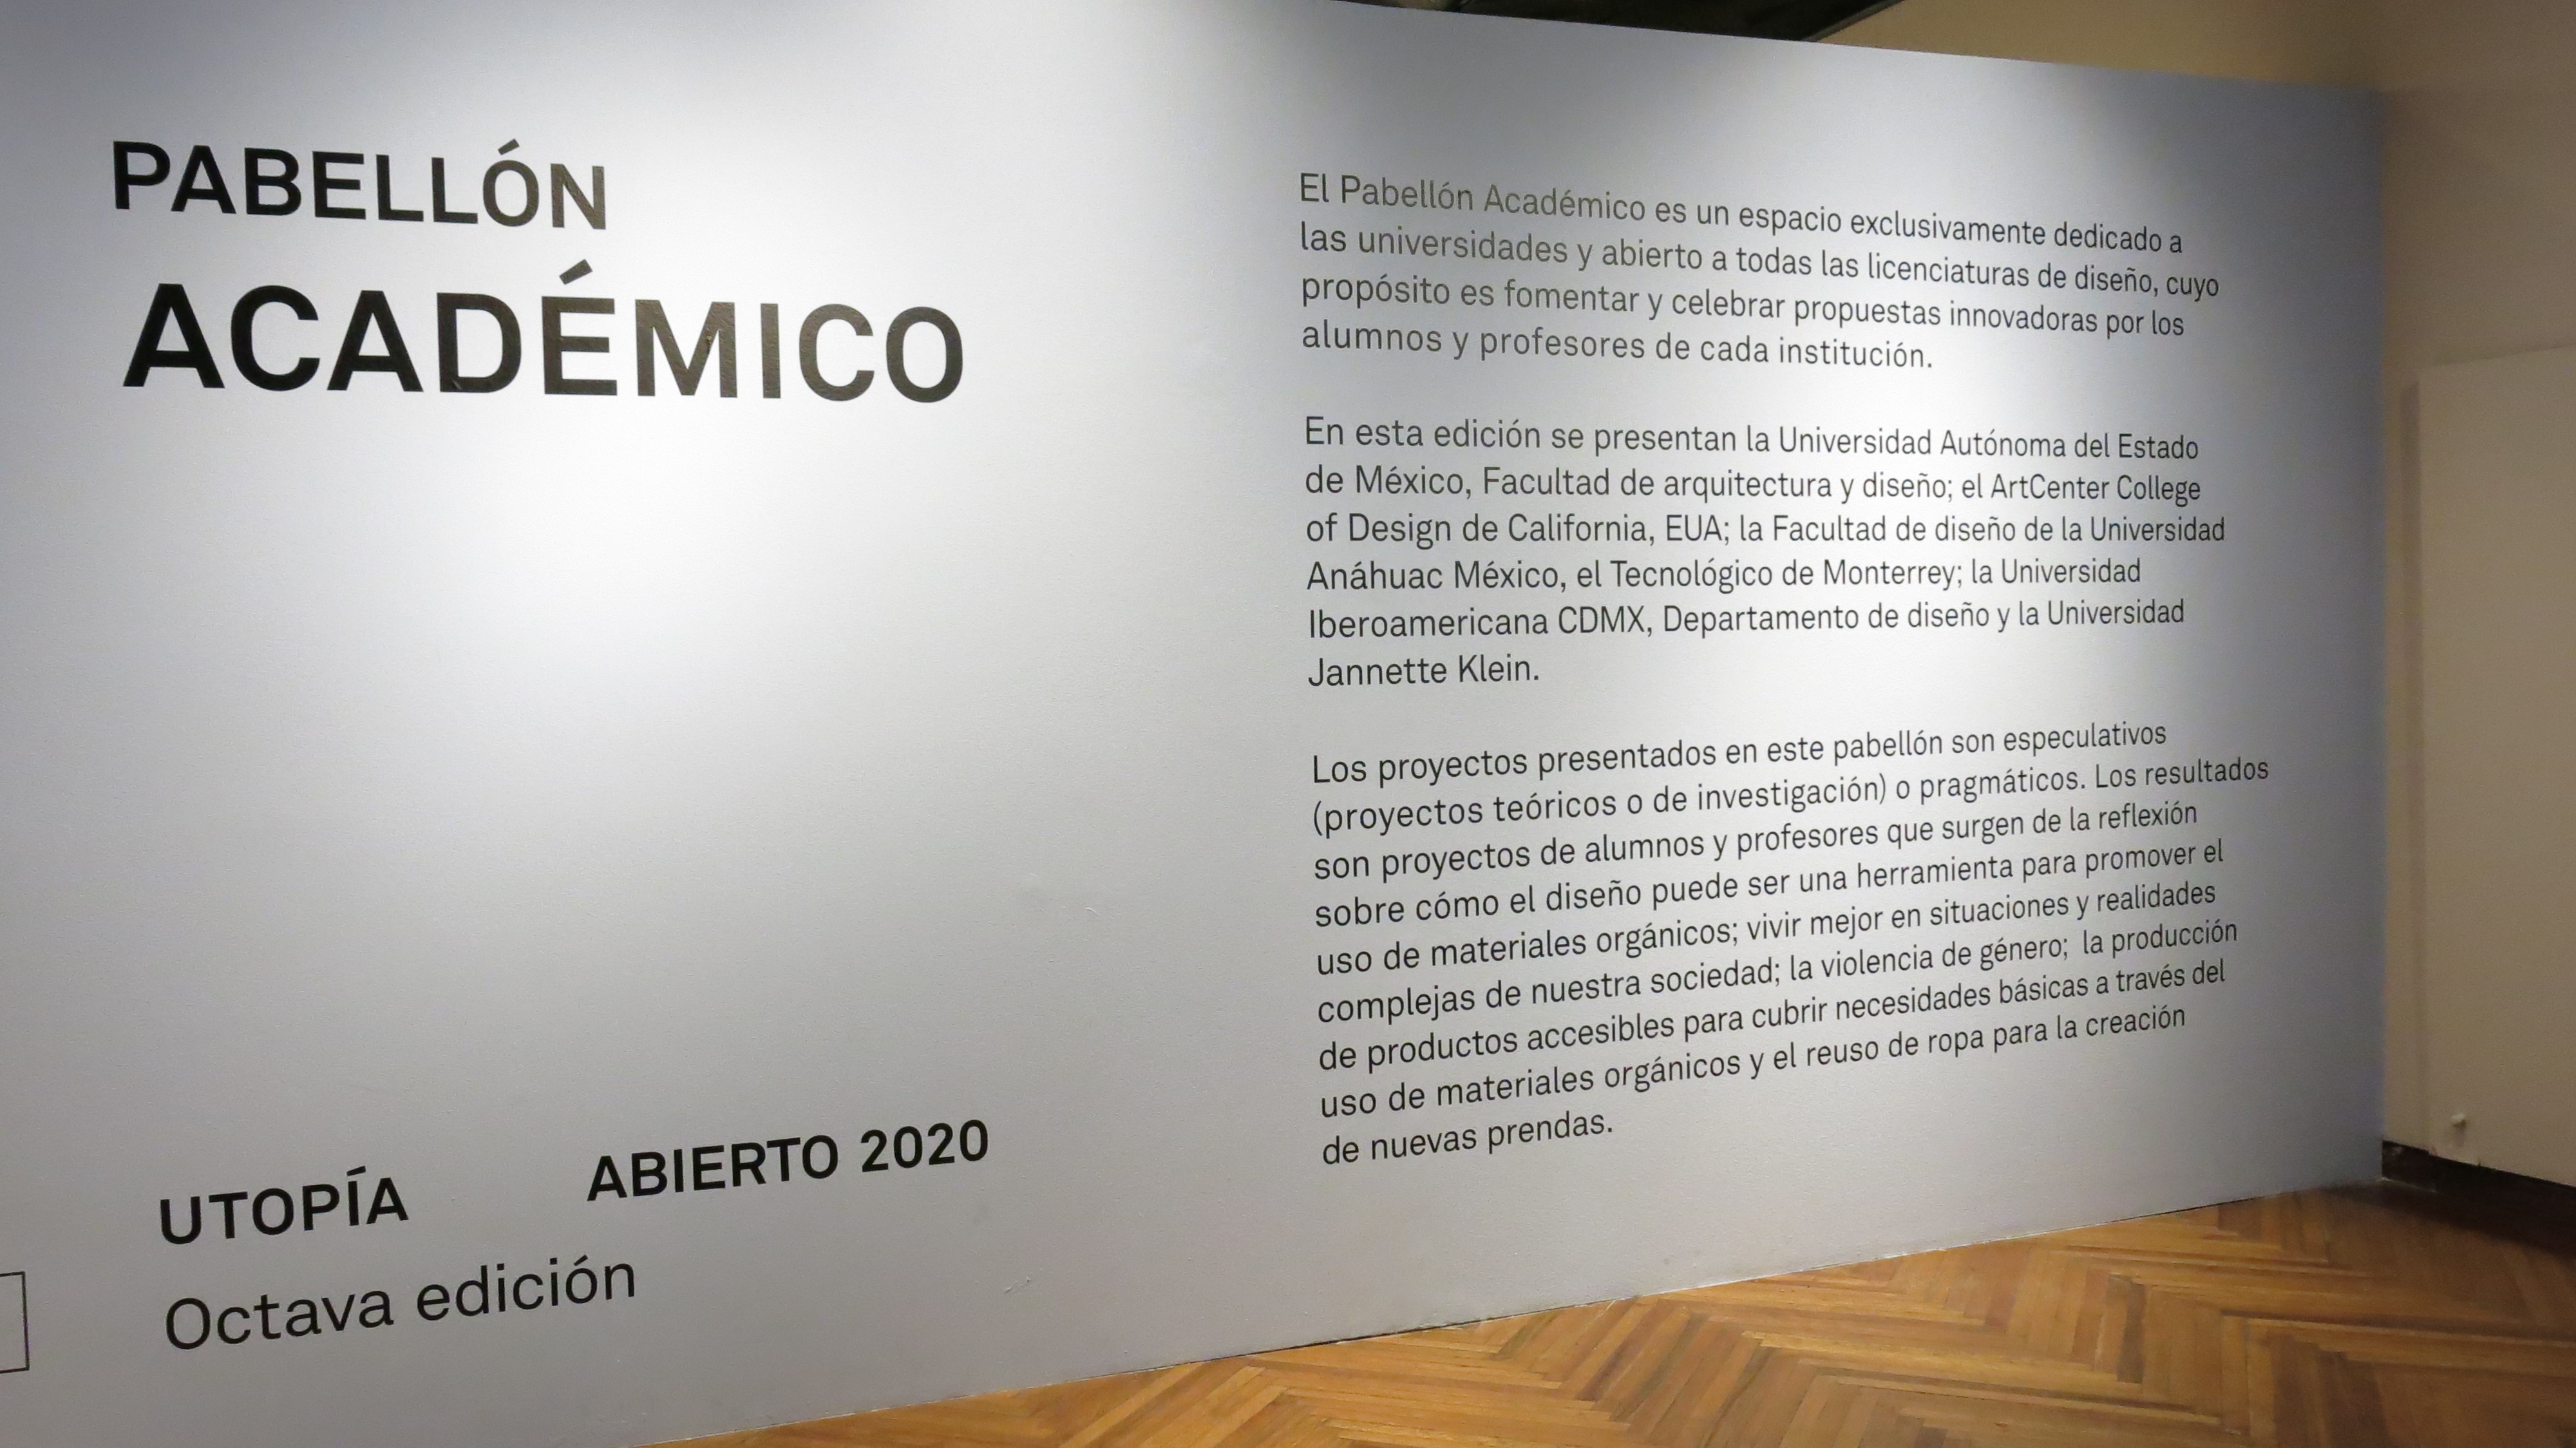 PABELLÓN
ACADÉMICO
UTOPÍA ABIERTO 2020
Octava edición
El Pabellón Académico es un espacio exclusivamente dedicado a
las universidades y abierto a todas las licenciaturas de diseño, cuyo
propósito es fomentar y celebrar propuestas innovadoras por los
alumnos y profesores de cada institución.
En esta edición se presentan la Universidad Autónoma del Estado
de México, Facultad de arquitectura y diseño; el ArtCenter College
of Design de California, EUA; la Facultad de diseño de la Universidad
Anáhuac México, el Tecnológico de Monterrey; la Universidad
Iberoamericana CDMX, Departamento de diseño y la Universidad
Jannette Klein.
Los proyectos presentados en este pabellón son especulativos
(proyectos teóricos o de investigación) o pragmáticos. Los resultados
son proyectos de alumnos y profesores que surgen de la reflexión
sobre cómo el diseño puede ser una herramienta para promover el
uso de materiales orgánicos; vivir mejor en situaciones y realidades
complejas de nuestra sociedad; la violencia de género; la producción
de productos accesibles para cubrir necesidades básicas a través del
uso de materiales orgánicos y el reuso de ropa para la creación
de nuevas prendas.